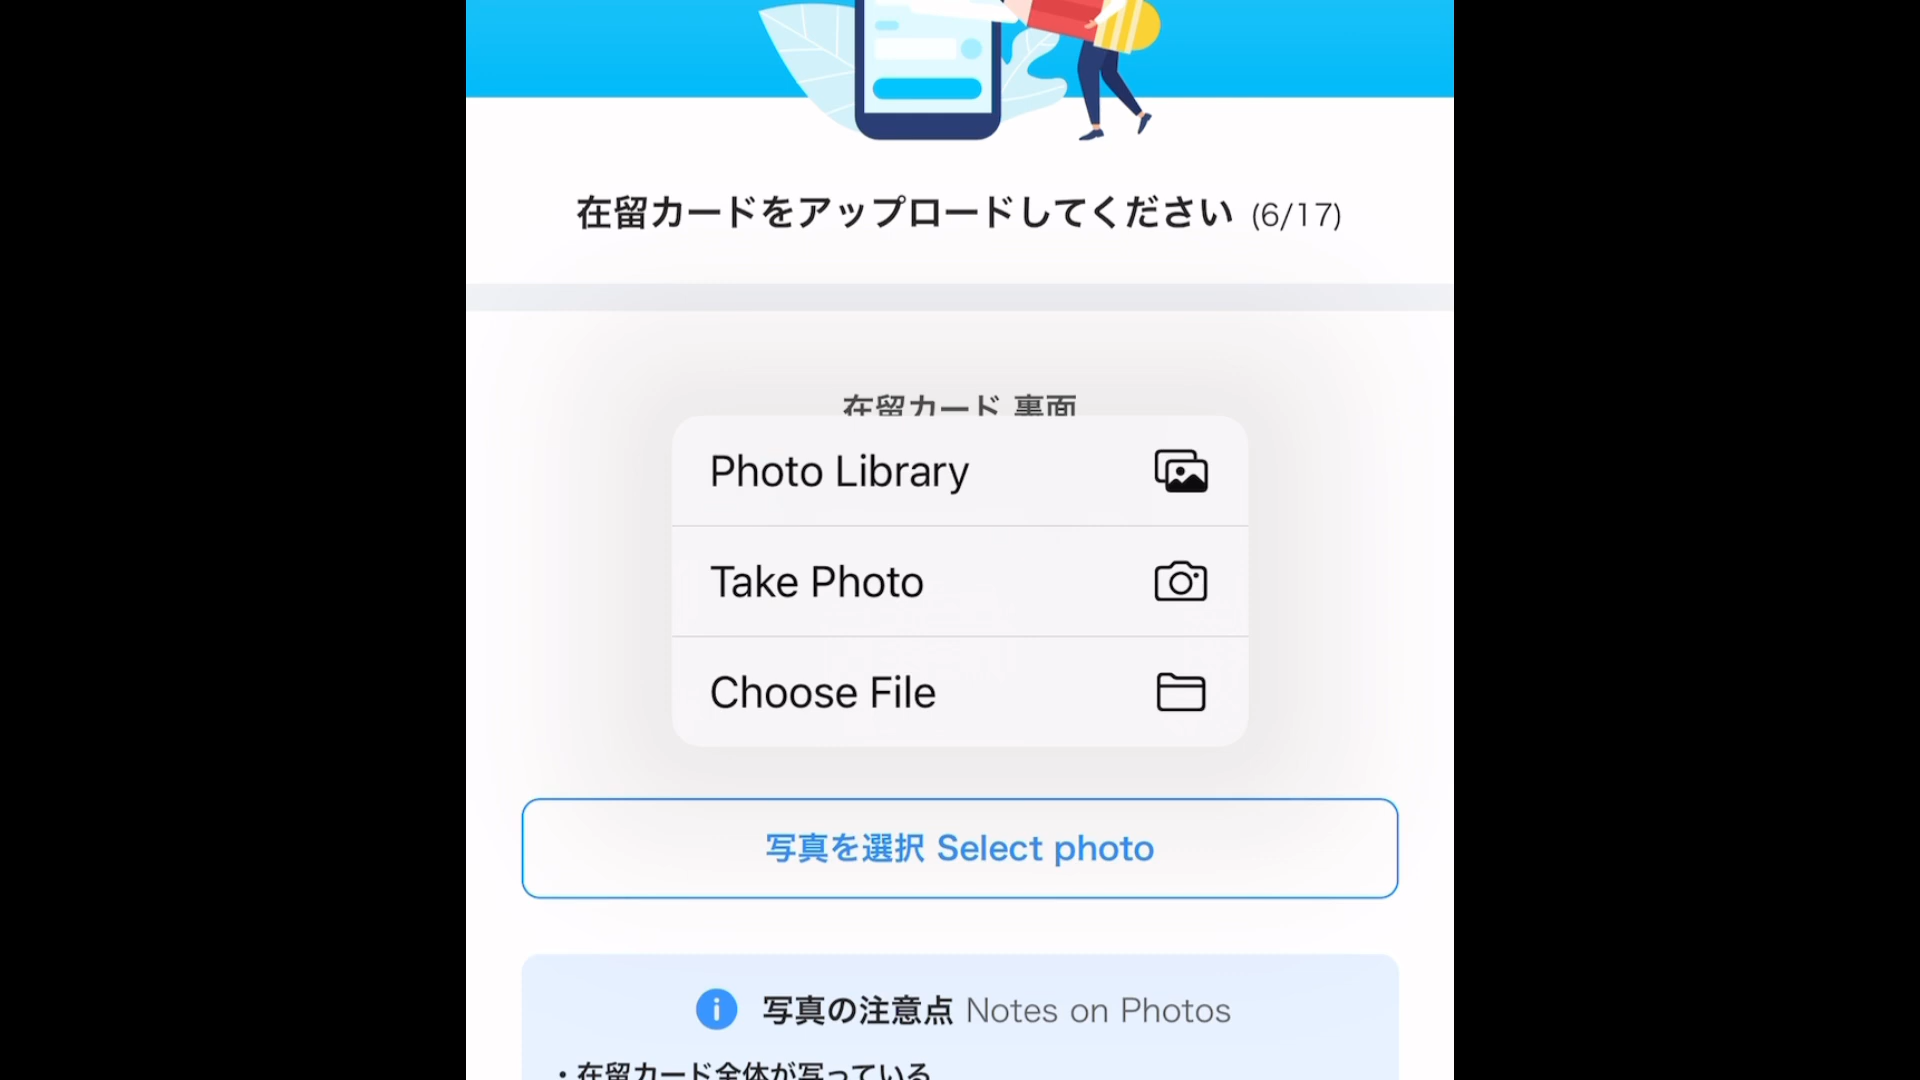 在留カードをアップロードしてください (6/17)
在留カード 裏面
Photo Library
Take Photo
Choose File
写真を選択 Select photo
写真の注意点 Notes on Photos
・在留カード全体が写っている